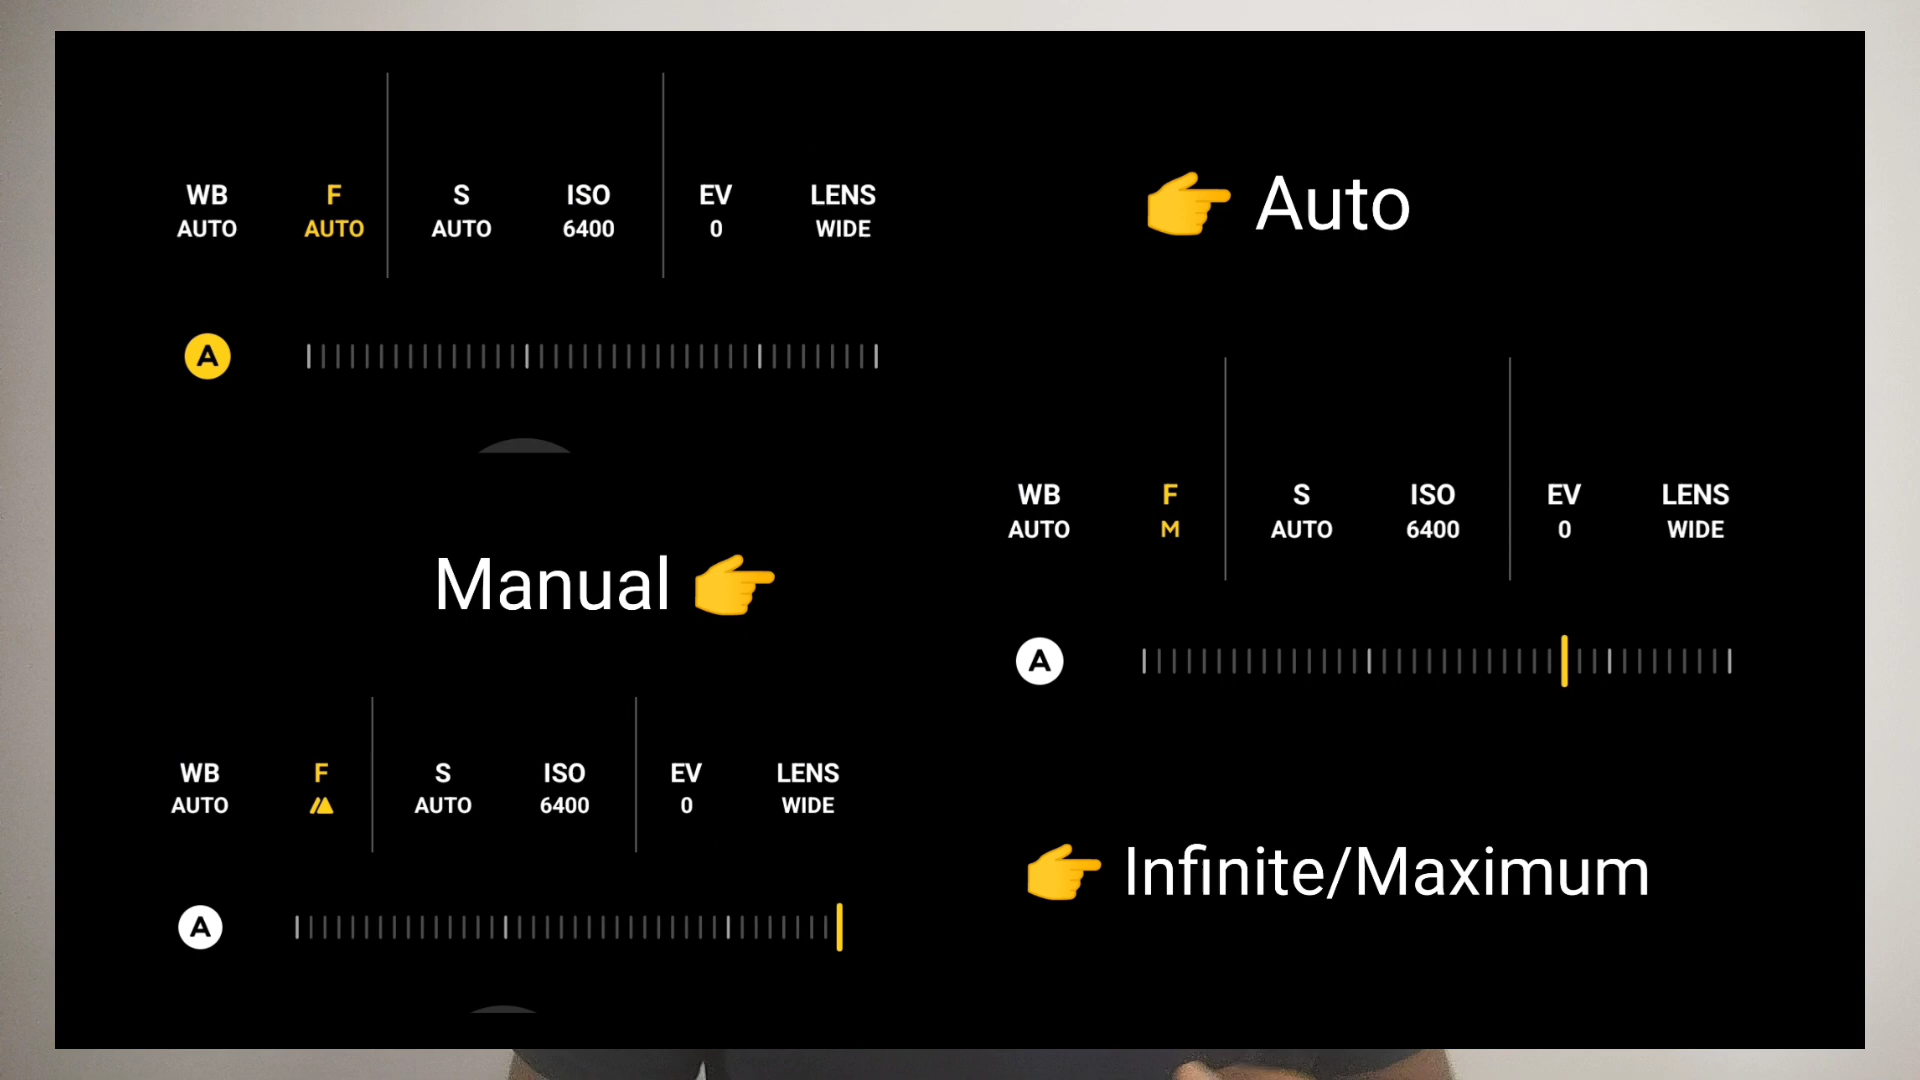 WB F S ISO EV LENS
AUTO AUTO AUTO 6400 0 WIDE
A
👉 Auto
WB F S ISO EV LENS
AUTO M AUTO 6400 0 WIDE
A
Manual 👉
WB F S ISO EV LENS
AUTO AUTO 6400 0 WIDE
A
👉 Infinite/Maximum